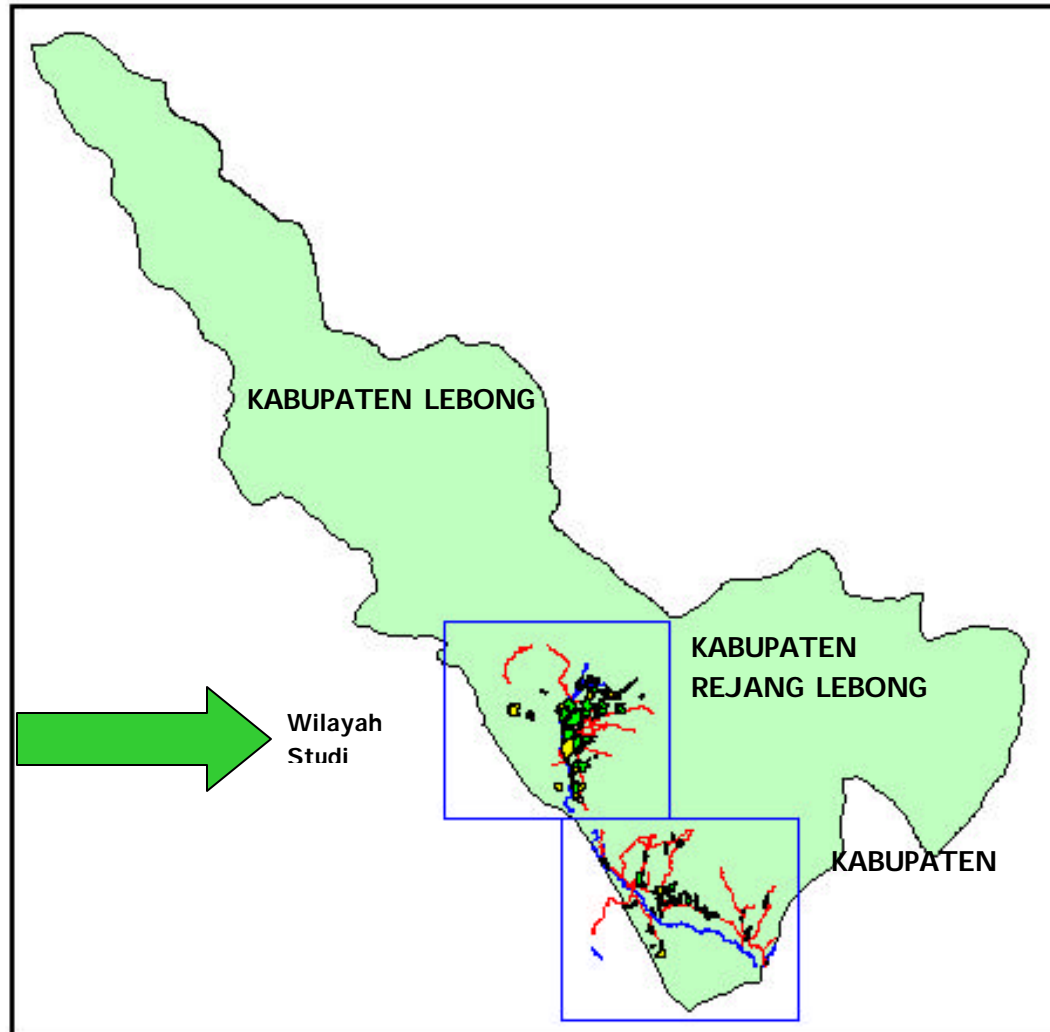 KABUPATEN LEBONG
KABUPATEN
REJANG LEBONG
Wilayah
Studi
KABUPATEN